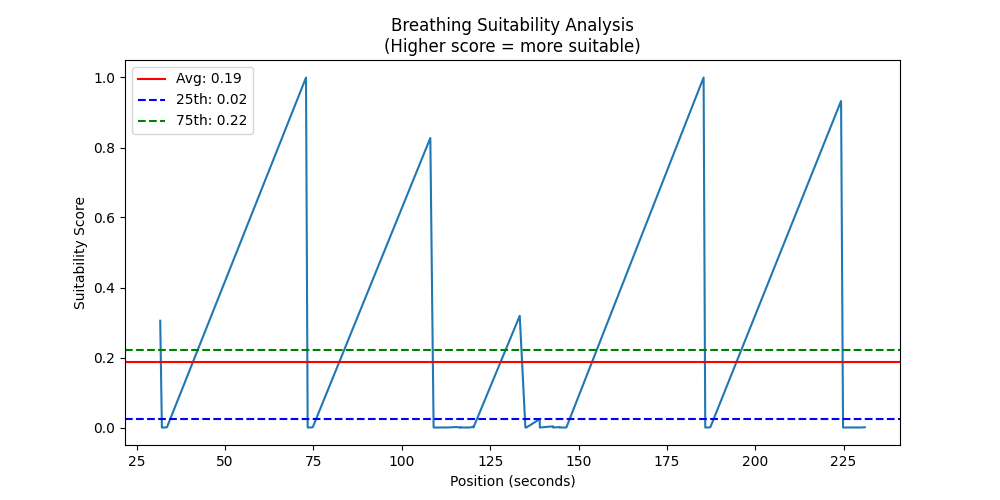 Breathing Suitability Analysis
(Higher score = more suitable)
Avg: 0.19
25th: 0.02
75th: 0.22
Suitability Score
1.0
0.8
0.6
0.4
0.2
0.0
25 50 75 100 125 150 175 200 225
Position (seconds)